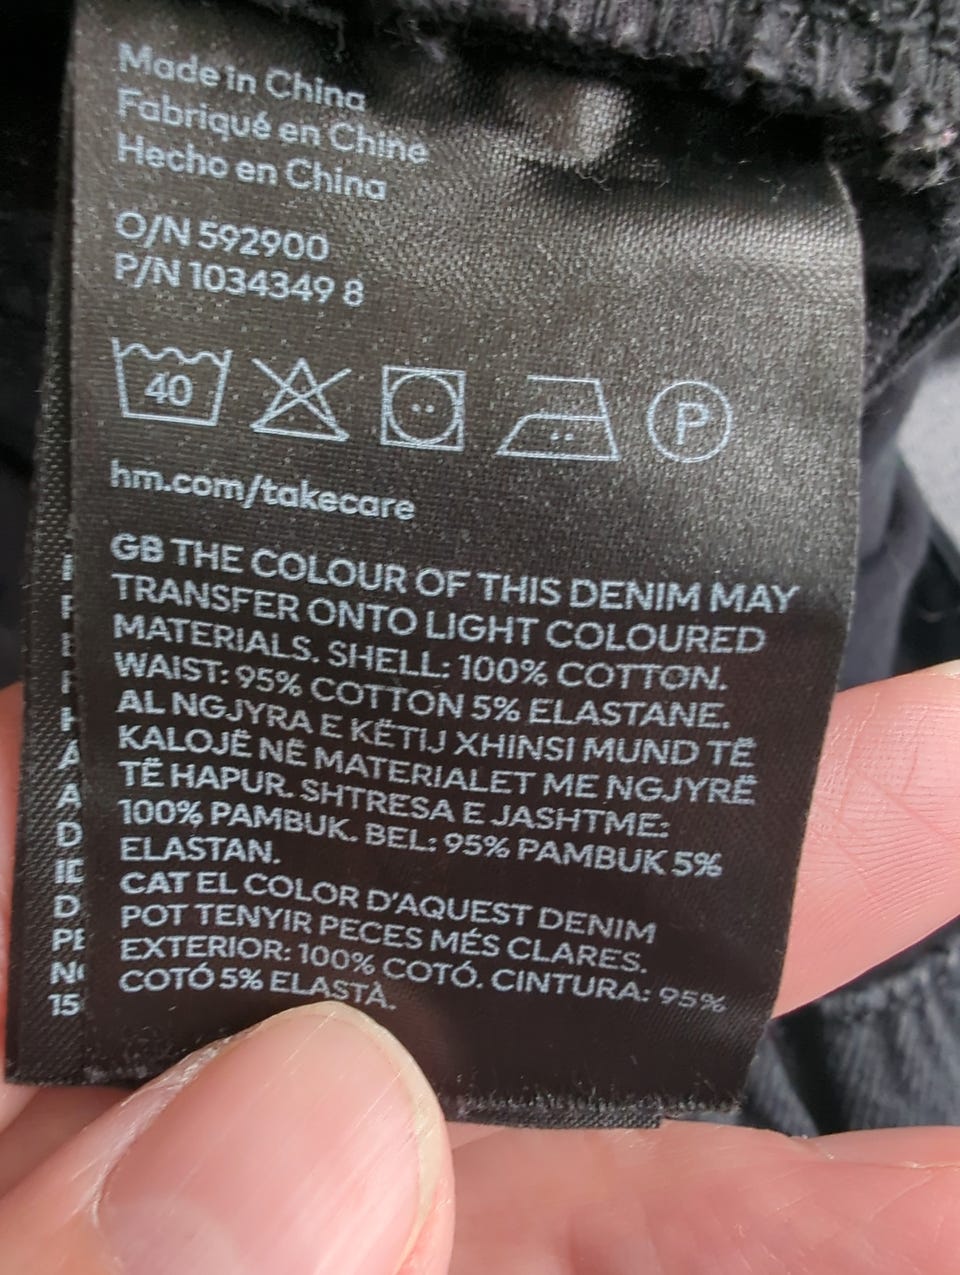 Made in China
Fabriqué en Chine
Hecho en China
O/N 592900
P/N 1034349 8
40
P
hm.com/takecare
GB THE COLOUR OF THIS DENIM MAY
TRANSFER ONTO LIGHT COLOURED
MATERIALS. SHELL: 100% COTTON.
WAIST: 95% COTTON 5% ELASTANE.
AL NGJYRA E KËTIJ XHINSI MUND TË
KALOJË NË MATERIALET ME NGJYRË
TË HAPUR. SHTRESA E JASHTME:
100% PAMBUK. BEL: 95% PAMBUK 5%
ELASTAN.
CAT EL COLOR D'AQUEST DENIM
POT TENYIR PECES MÉS CLARES.
EXTERIOR: 100% COTÓ. CINTURA: 95%
COTÓ 5% ELASTÀ.